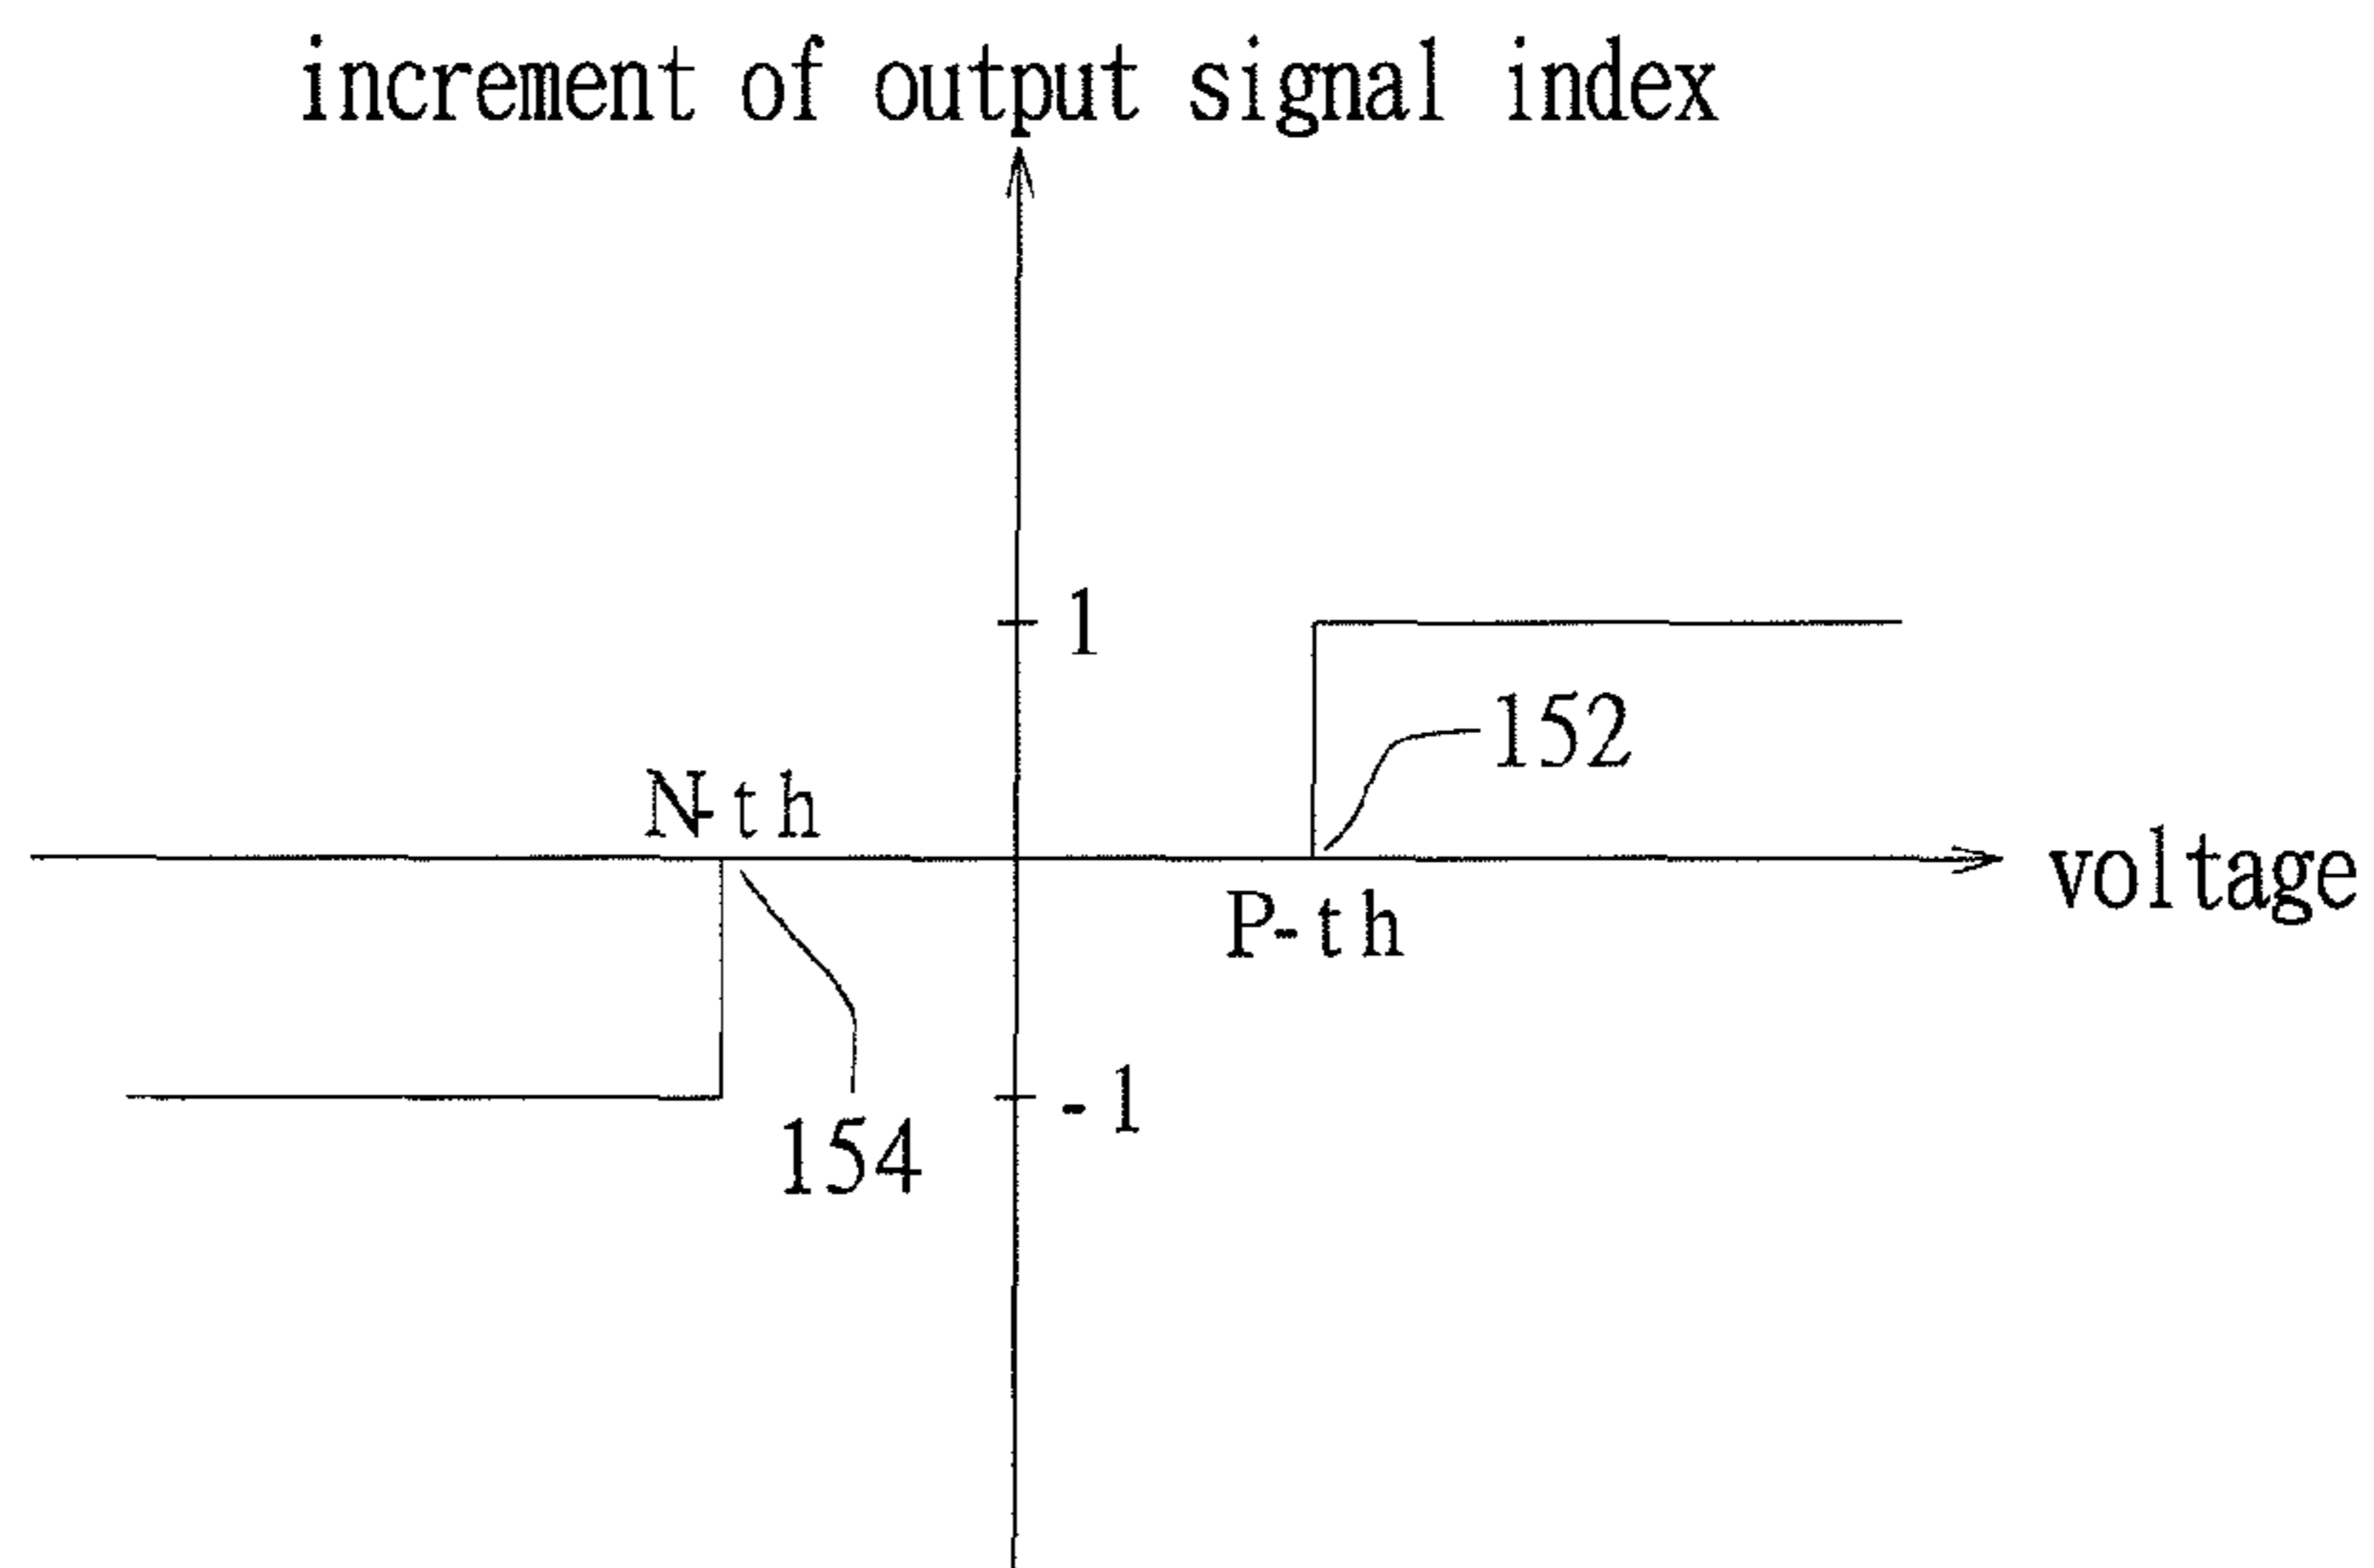 increment of output signal index
1
152
N-th
voltage
P-th
-1
154